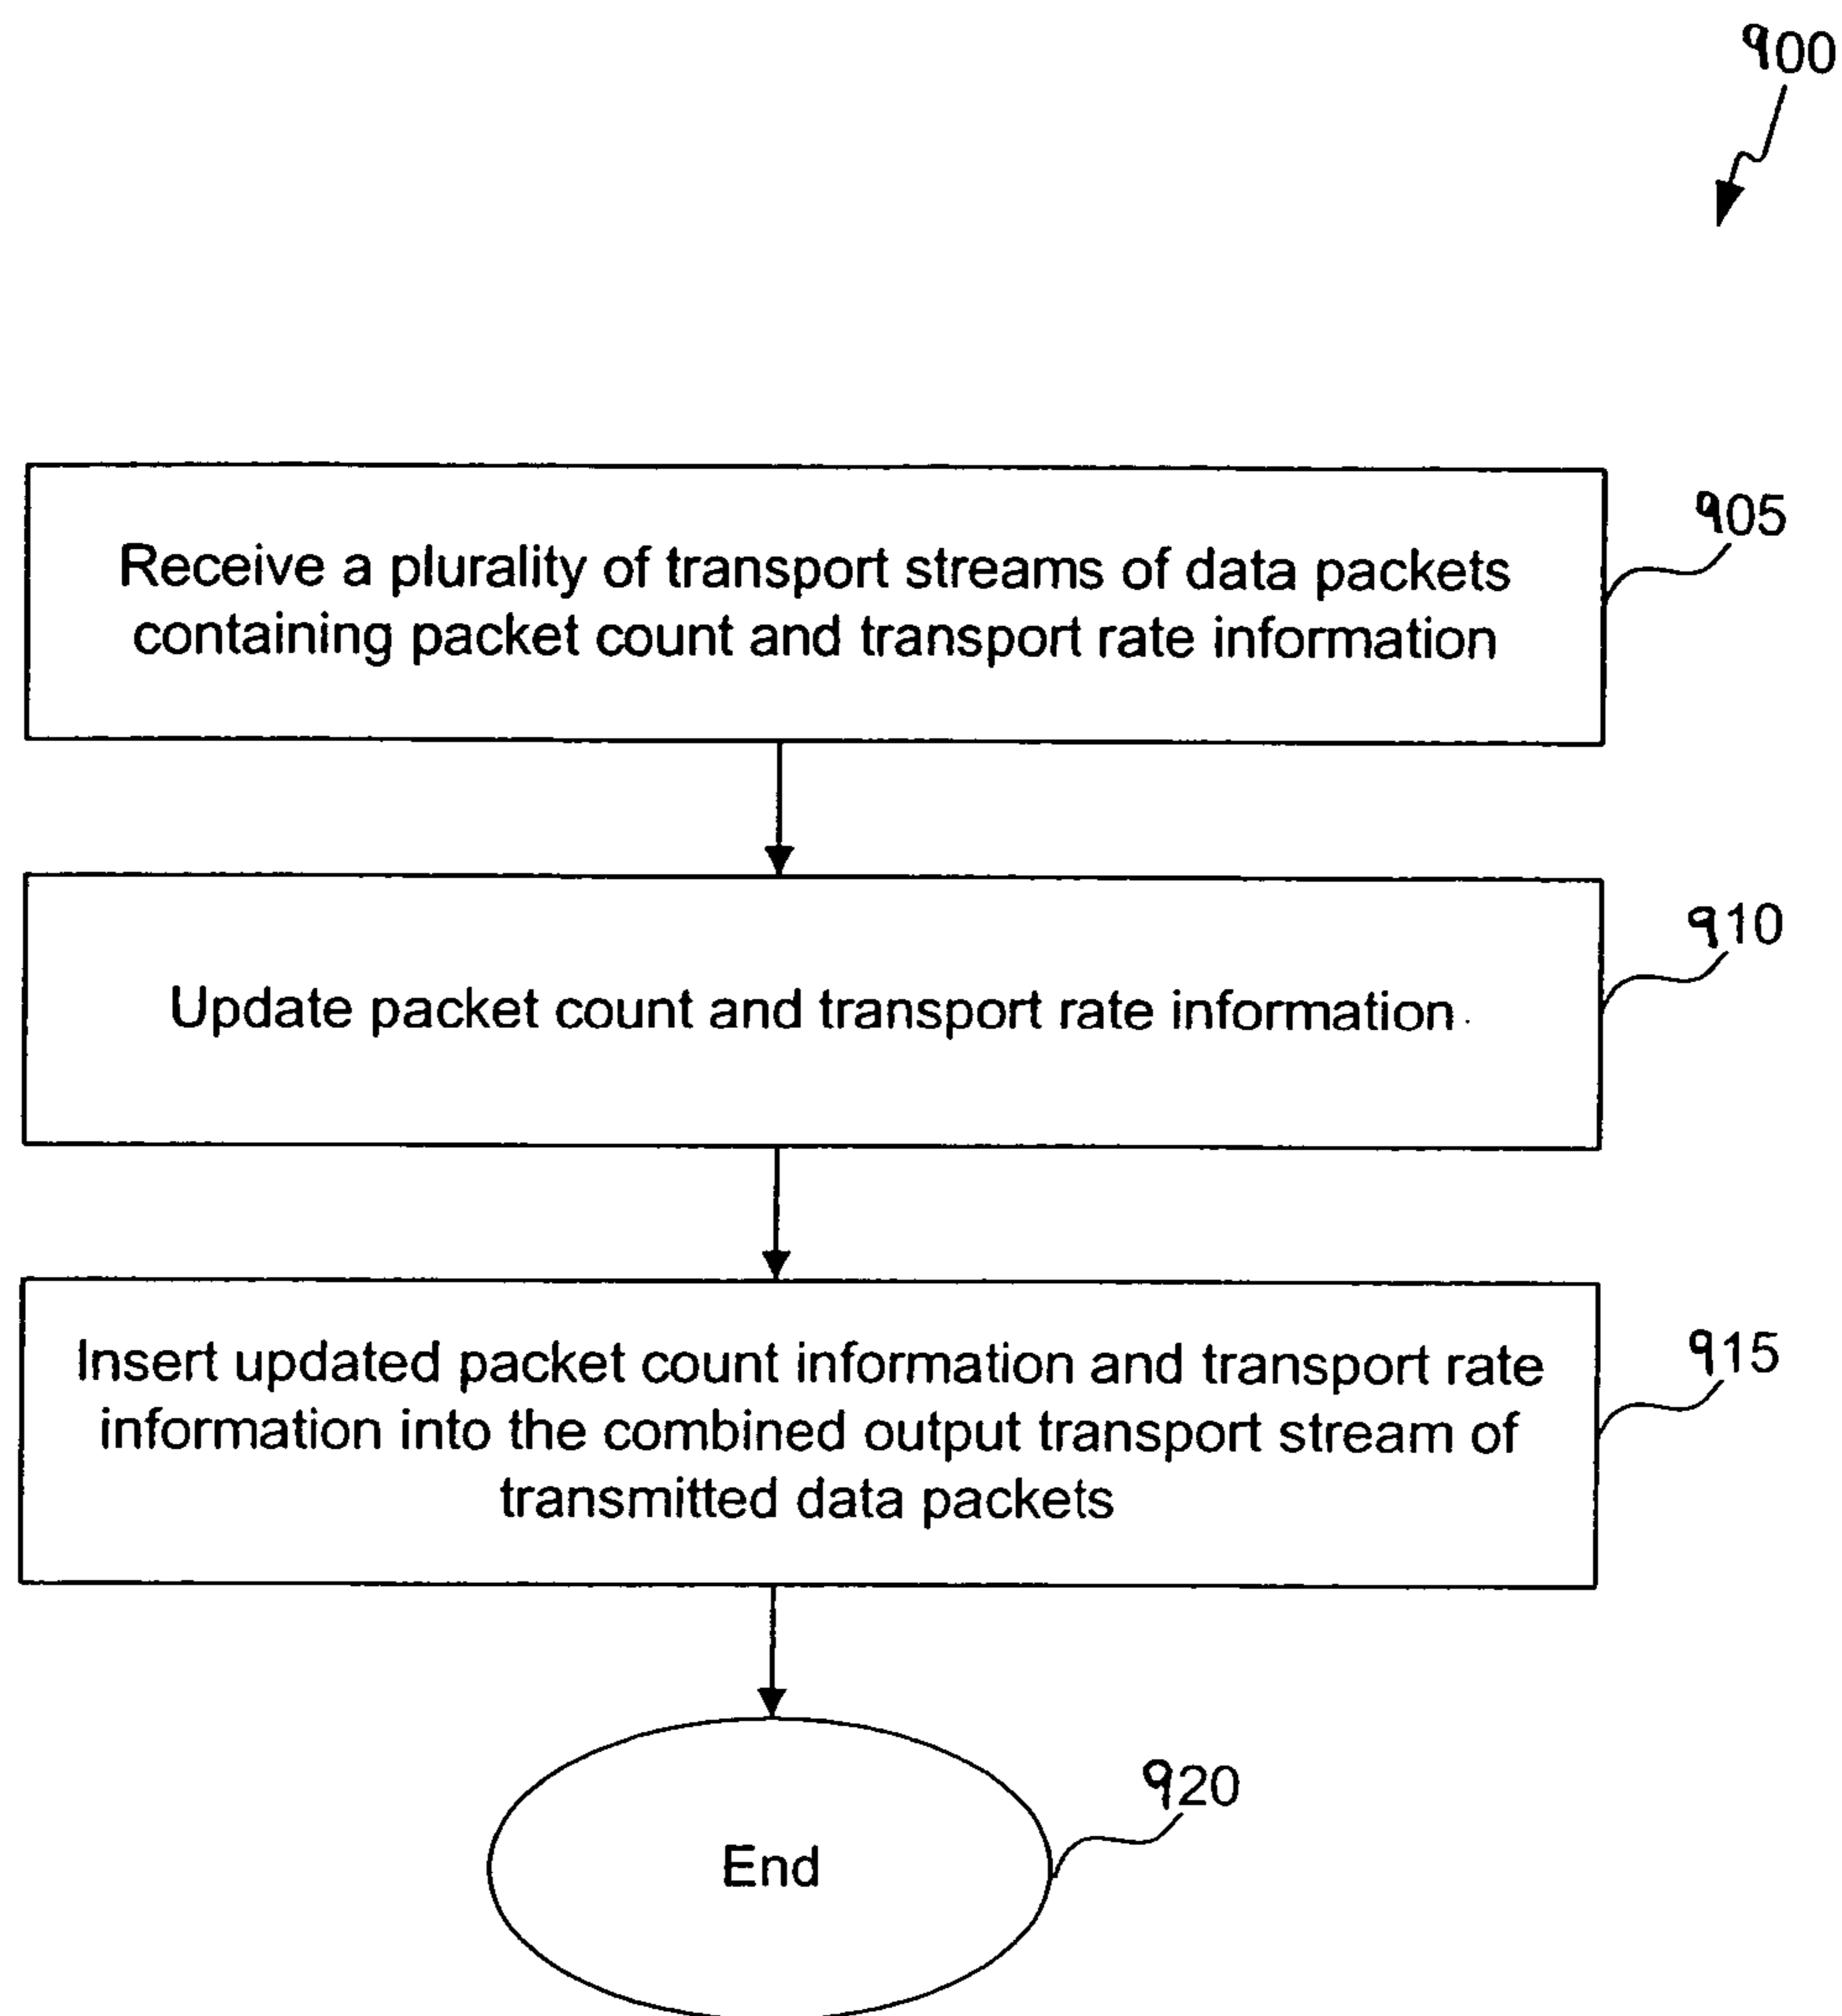 900
905
Receive a plurality of transport streams of data packets
containing packet count and transport rate information
910
Update packet count and transport rate information
915
Insert updated packet count information and transport rate
information into the combined output transport stream of
transmitted data packets
920
End